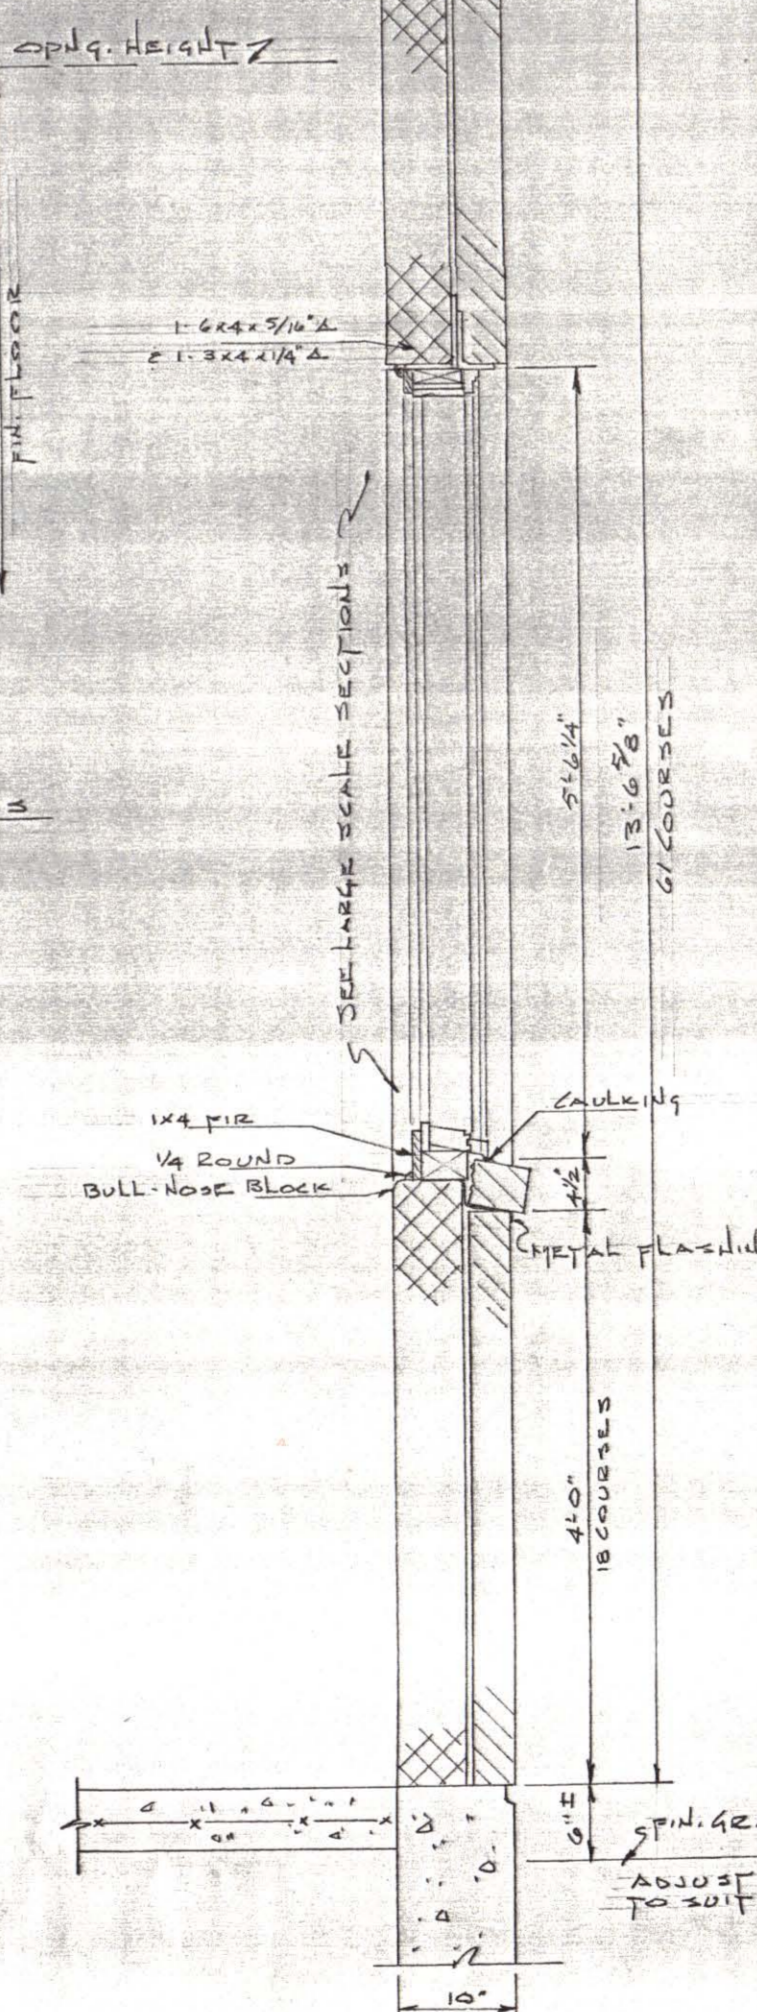 OPNG. HEIGHT
FIN. FLOOR
1- 6x4x5/16" ∠
& 1- 3x4x1/4" ∠
SEE LARGE SCALE SECTIONS
5'-6 1/4"
13'-6 5/8"
61 COURSES
S
1x4 FIR
1/4 ROUND
BULL-NOSE BLOCK
CAULKING
4 1/2"
METAL FLASHIN
4'-0"
18 COURSES
6" ±
FIN. GR.
ADJUST
TO SUIT
10"